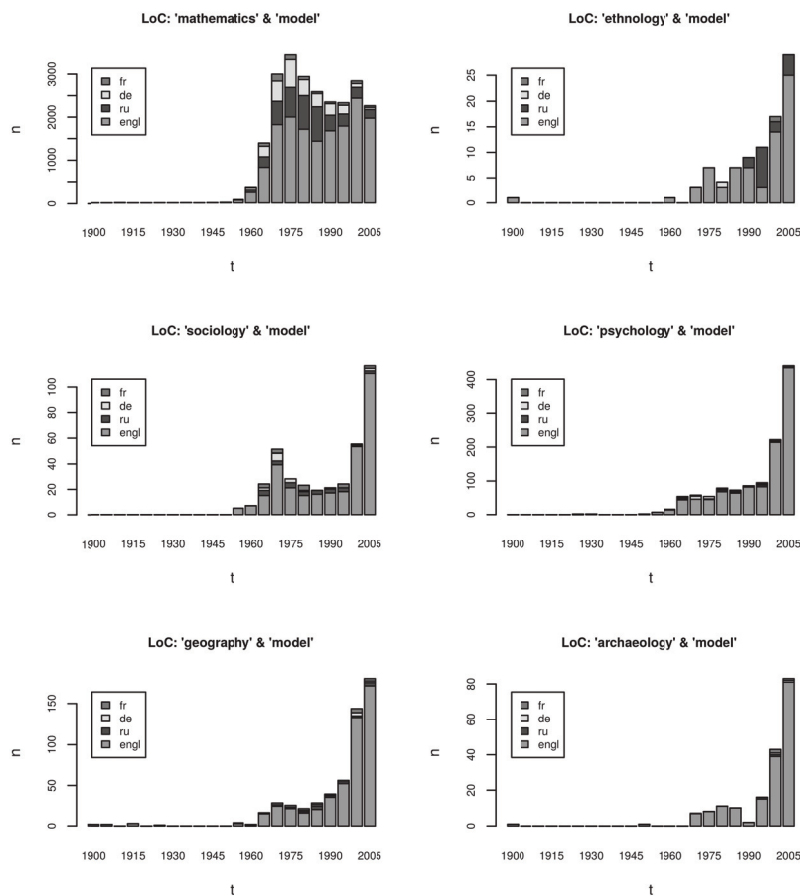 LoC: 'mathematics' & 'model'
n
3000
2000
1000
0
fr
de
ru
engl
1900 1915 1930 1945 1960 1975 1990 2005
t
LoC: 'ethnology' & 'model'
n
25
20
15
10
5
0
fr
de
ru
engl
1900 1915 1930 1945 1960 1975 1990 2005
t
LoC: 'sociology' & 'model'
n
100
80
60
40
20
0
fr
de
ru
engl
1900 1915 1930 1945 1960 1975 1990 2005
t
LoC: 'psychology' & 'model'
n
400
300
200
100
0
fr
de
ru
engl
1900 1915 1930 1945 1960 1975 1990 2005
t
LoC: 'geography' & 'model'
n
150
100
50
0
fr
de
ru
engl
1900 1915 1930 1945 1960 1975 1990 2005
t
LoC: 'archaeology' & 'model'
n
80
60
40
20
0
fr
de
ru
engl
1900 1915 1930 1945 1960 1975 1990 2005
t